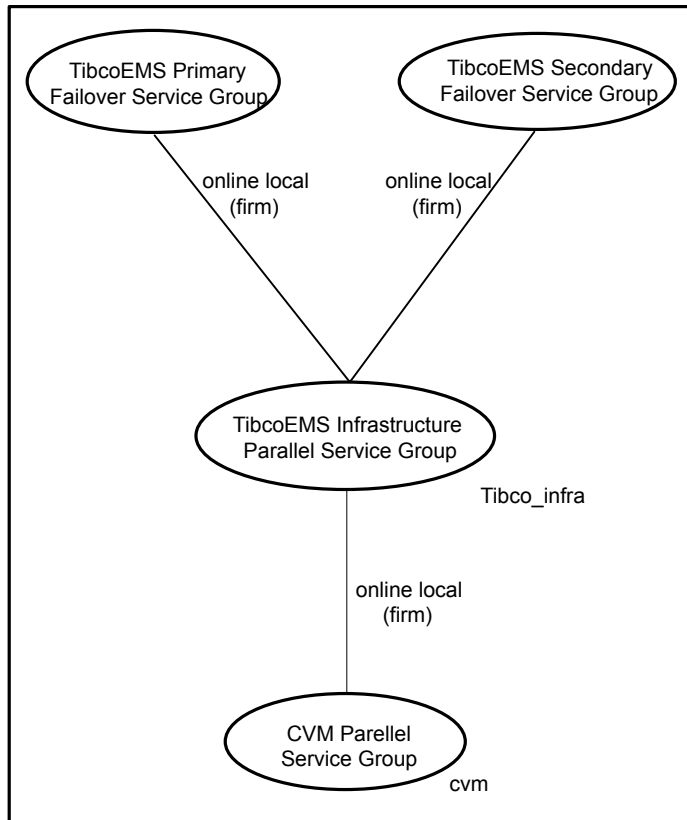 TibcoEMS Primary
Failover Service Group
TibcoEMS Secondary
Failover Service Group
online local
(firm)
online local
(firm)
TibcoEMS Infrastructure
Parallel Service Group
Tibco_infra
online local
(firm)
CVM Parellel
Service Group
cvm